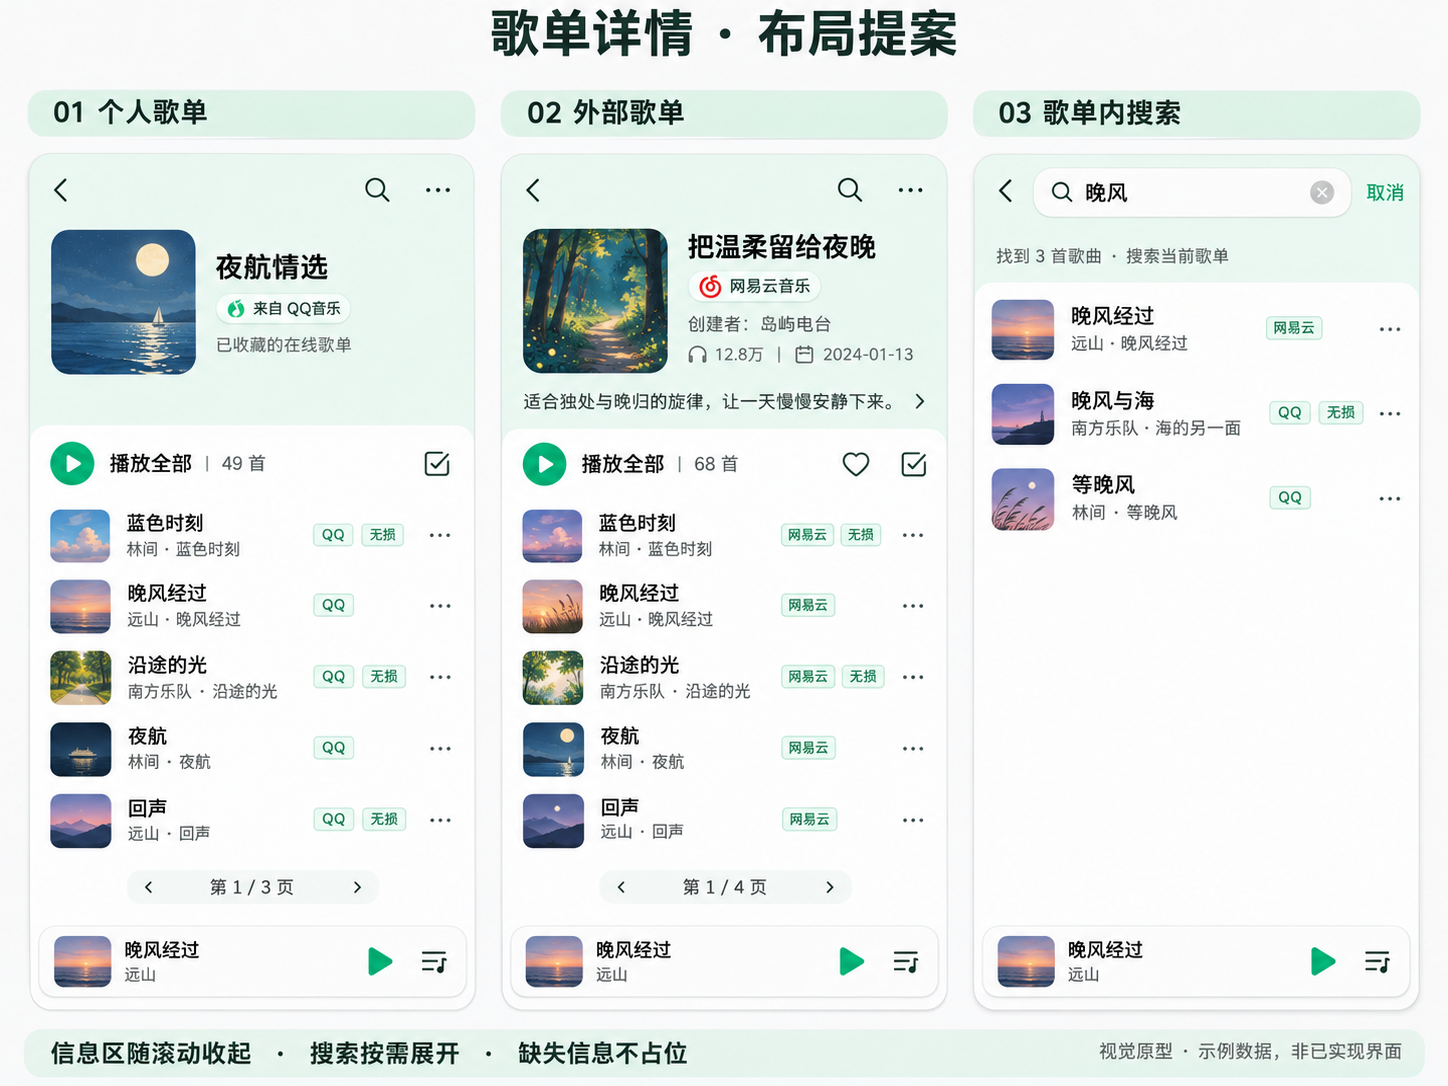 歌单详情 · 布局提案
01 个人歌单
夜航情选
来自 QQ音乐
已收藏的在线歌单
播放全部 | 49 首
蓝色时刻
林间 · 蓝色时刻
QQ 无损
晚风经过
远山 · 晚风经过
QQ
沿途的光
南方乐队 · 沿途的光
QQ 无损
夜航
林间 · 夜航
QQ
回声
远山 · 回声
QQ 无损
第 1 / 3 页
晚风经过
远山
02 外部歌单
把温柔留给夜晚
网易云音乐
创建者：岛屿电台
12.8万 | 2024-01-13
适合独处与晚归的旋律，让一天慢慢安静下来。
播放全部 | 68 首
蓝色时刻
林间 · 蓝色时刻
网易云 无损
晚风经过
远山 · 晚风经过
网易云
沿途的光
南方乐队 · 沿途的光
网易云 无损
夜航
林间 · 夜航
网易云
回声
远山 · 回声
网易云
第 1 / 4 页
晚风经过
远山
03 歌单内搜索
晚风
取消
找到 3 首歌曲 · 搜索当前歌单
晚风经过
远山 · 晚风经过
网易云
晚风与海
南方乐队 · 海的另一面
QQ 无损
等晚风
林间 · 等晚风
QQ
晚风经过
远山
信息区随滚动收起 · 搜索按需展开 · 缺失信息不占位
视觉原型 · 示例数据，非已实现界面